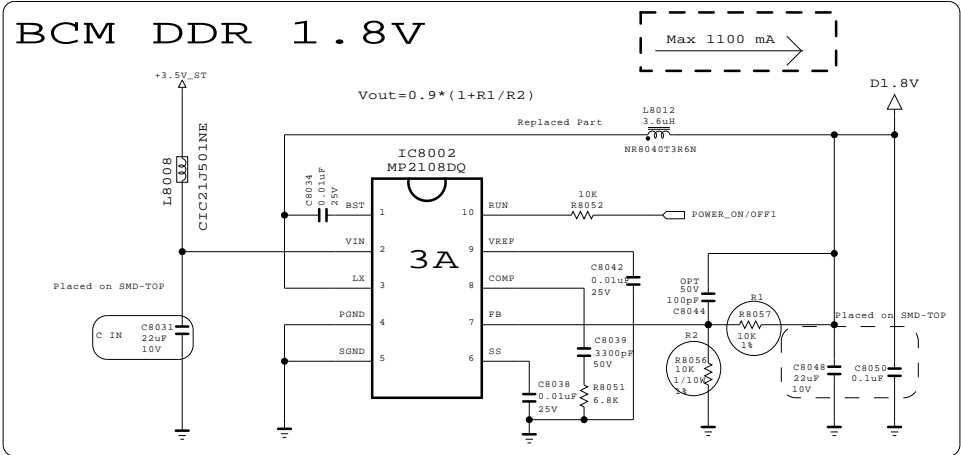 BCM DDR 1.8V
Max 1100 mA
+3.5V_ST
D1.8V
Vout=0.9*(1+R1/R2)
Replaced Part
L8012
3.6uH
NR8040T3R6N
L8008
CIC21J501NE
IC8002
MP2108DQ
3A
C8034
0.01uF
25V
BST
1
VIN
2
LX
3
PGND
4
SGND
5
10
RUN
9
VREF
8
COMP
7
FB
6
SS
10K
R8052
POWER_ON/OFF1
Placed on SMD-TOP
C IN
C8031
22uF
10V
C8042
0.01uF
25V
C8039
3300pF
50V
R8051
6.8K
C8038
0.01uF
25V
OPT
50V
100pF
C8044
R1
R8057
10K
1%
R2
R8056
10K
1/10W
1%
Placed on SMD-TOP
C8048
22uF
10V
C8050
0.1uF